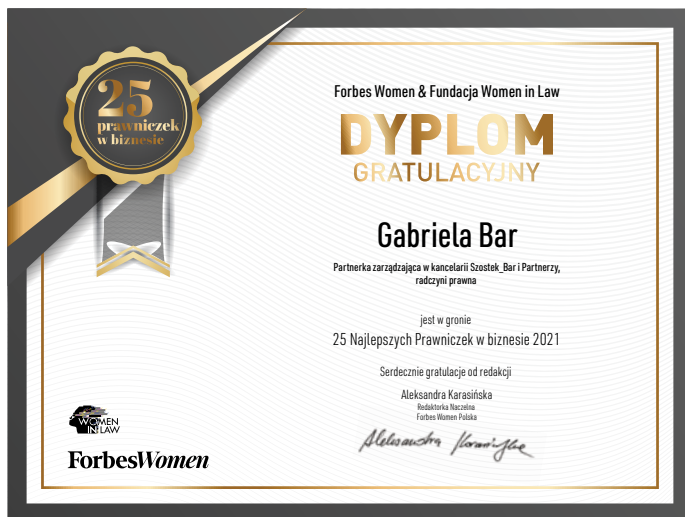 25
prawniczek
w biznesie
Forbes Women & Fundacja Women in Law
DYPLOM
GRATULACYJNY
Gabriela Bar
Partnerka zarządzająca w kancelarii Szostek_Bar i Partnerzy,
radczyni prawna
jest w gronie
25 Najlepszych Prawniczek w biznesie 2021
Serdecznie gratulacje od redakcji
Aleksandra Karasińska
Redaktorka Naczelna
Forbes Women Polska
Aleksandra Karasińska
WOMEN
IN LAW
ForbesWomen